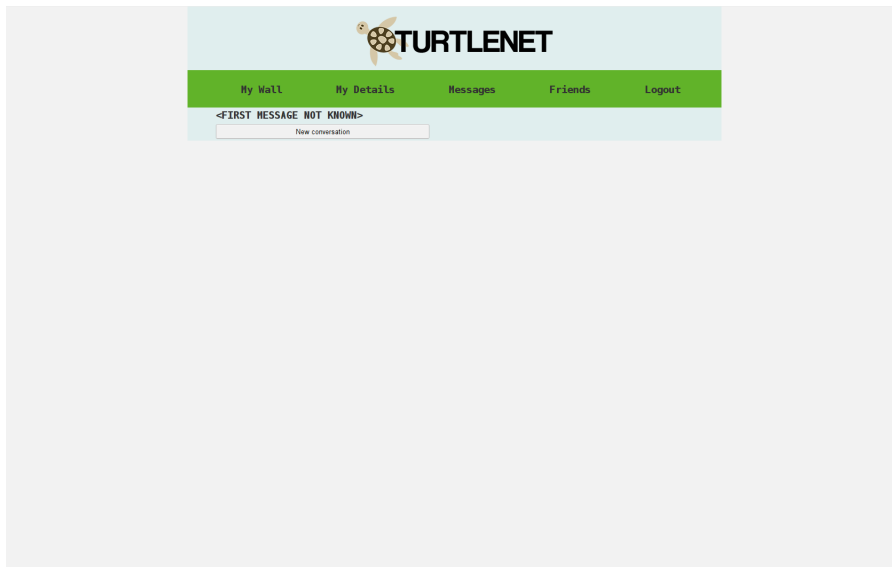 TURTLENET
My Wall My Details Messages Friends Logout
<FIRST MESSAGE NOT KNOWN>
New conversation